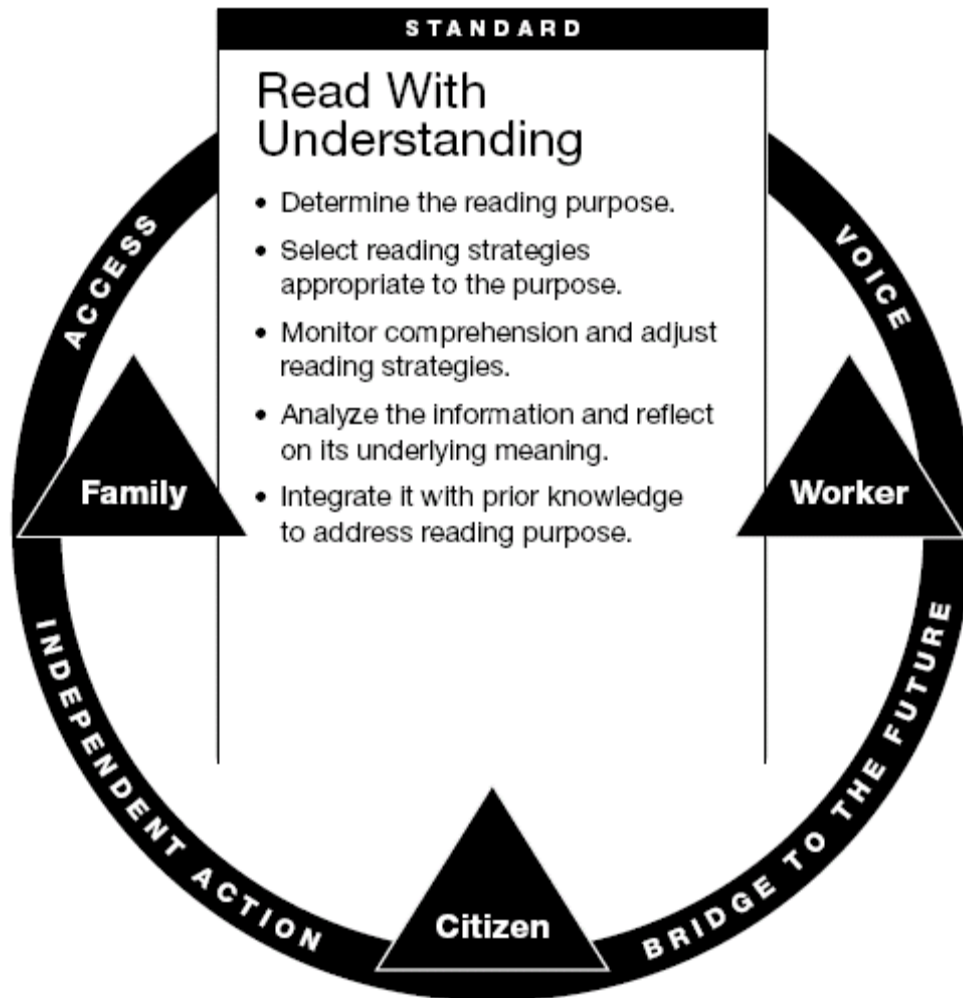 STANDARD
Read With
Understanding
• Determine the reading purpose.
• Select reading strategies
appropriate to the purpose.
• Monitor comprehension and adjust
reading strategies.
• Analyze the information and reflect
on its underlying meaning.
• Integrate it with prior knowledge
to address reading purpose.
ACCESS
VOICE
Family
Worker
INDEPENDENT ACTION
BRIDGE TO THE FUTURE
Citizen